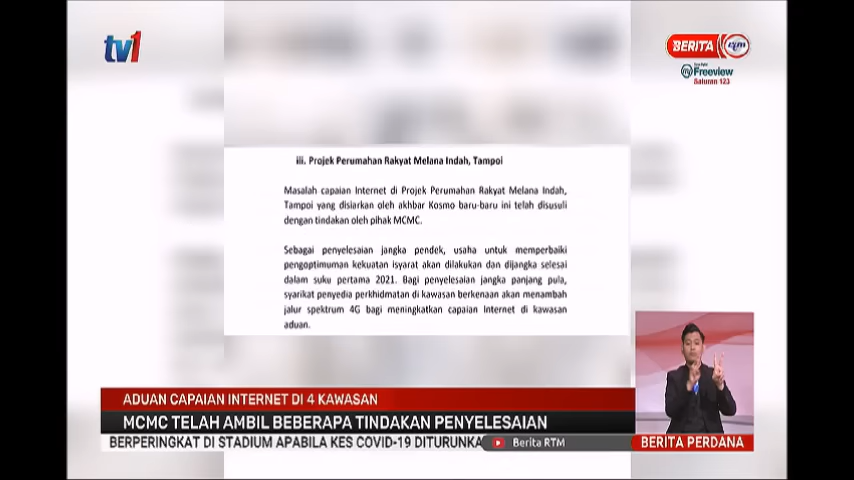 tv1
BERITA rtm
myFreeview
Saluran 123
iii. Projek Perumahan Rakyat Melana Indah, Tampoi
Masalah capaian Internet di Projek Perumahan Rakyat Melana Indah,
Tampoi yang disiarkan oleh akhbar Kosmo baru-baru ini telah disusuli
dengan tindakan oleh pihak MCMC.
Sebagai penyelesaian jangka pendek, usaha untuk memperbaiki
pengoptimuman kekuatan isyarat akan dilakukan dan dijangka selesai
dalam suku pertama 2021. Bagi penyelesaian jangka panjang pula,
syarikat penyedia perkhidmatan di kawasan berkenaan akan menambah
jalur spektrum 4G bagi meningkatkan capaian Internet di kawasan
aduan.
ADUAN CAPAIAN INTERNET DI 4 KAWASAN
MCMC TELAH AMBIL BEBERAPA TINDAKAN PENYELESAIAN
BERPERINGKAT DI STADIUM APABILA KES COVID-19 DITURUNKA
Berita RTM
BERITA PERDANA